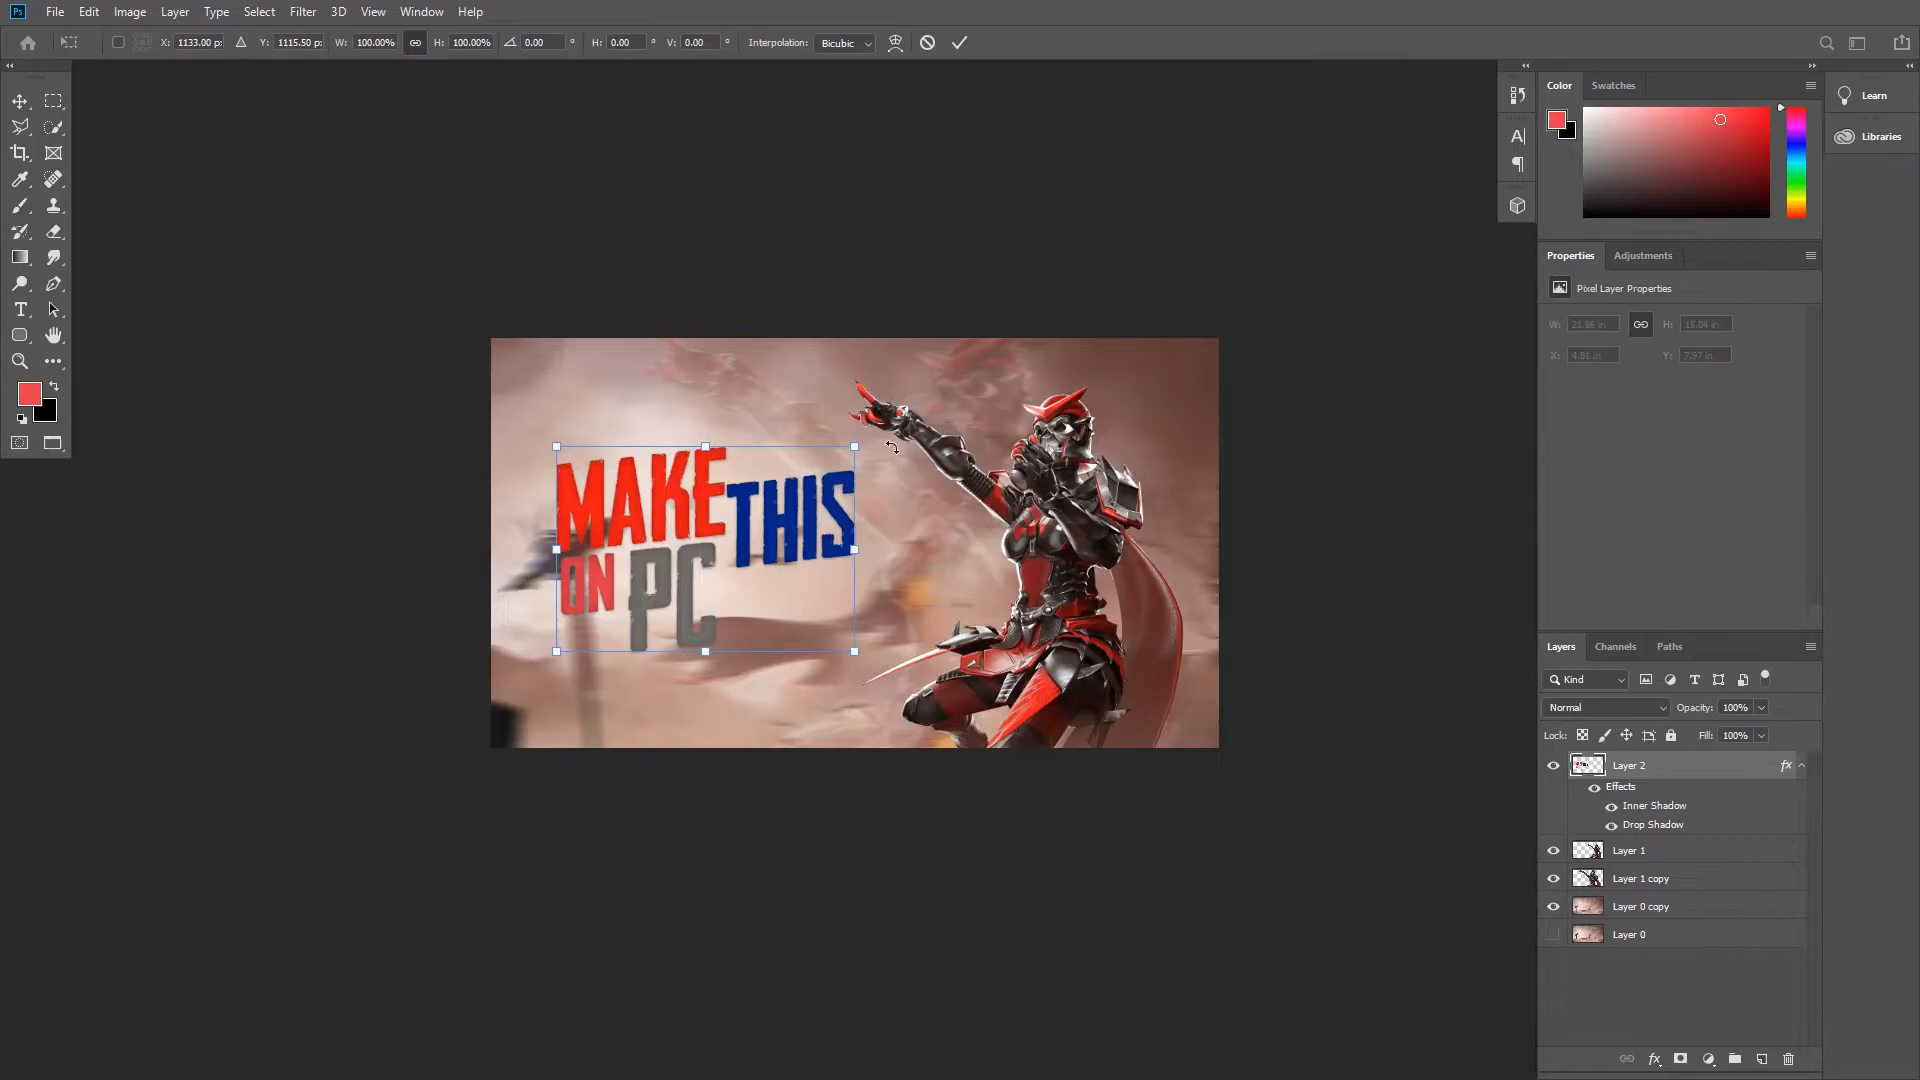 Ps File Edit Image Layer Type Select Filter 3D View Window Help
X: 1133.00 p: Y: 1115.50 p: W: 100.00% H: 100.00% 0.00 ° H: 0.00 ° V: 0.00 ° Interpolation: Bicubic
Color Swatches
Learn
Libraries
Properties Adjustments
Pixel Layer Properties
W: 21.86 in H: 15.04 in
X: 4.81 in Y: 7.97 in
MAKE THIS
ON PC
Layers Channels Paths
Kind
Normal Opacity: 100%
Lock: Fill: 100%
Layer 2 fx
Effects
Inner Shadow
Drop Shadow
Layer 1
Layer 1 copy
Layer 0 copy
Layer 0
fx